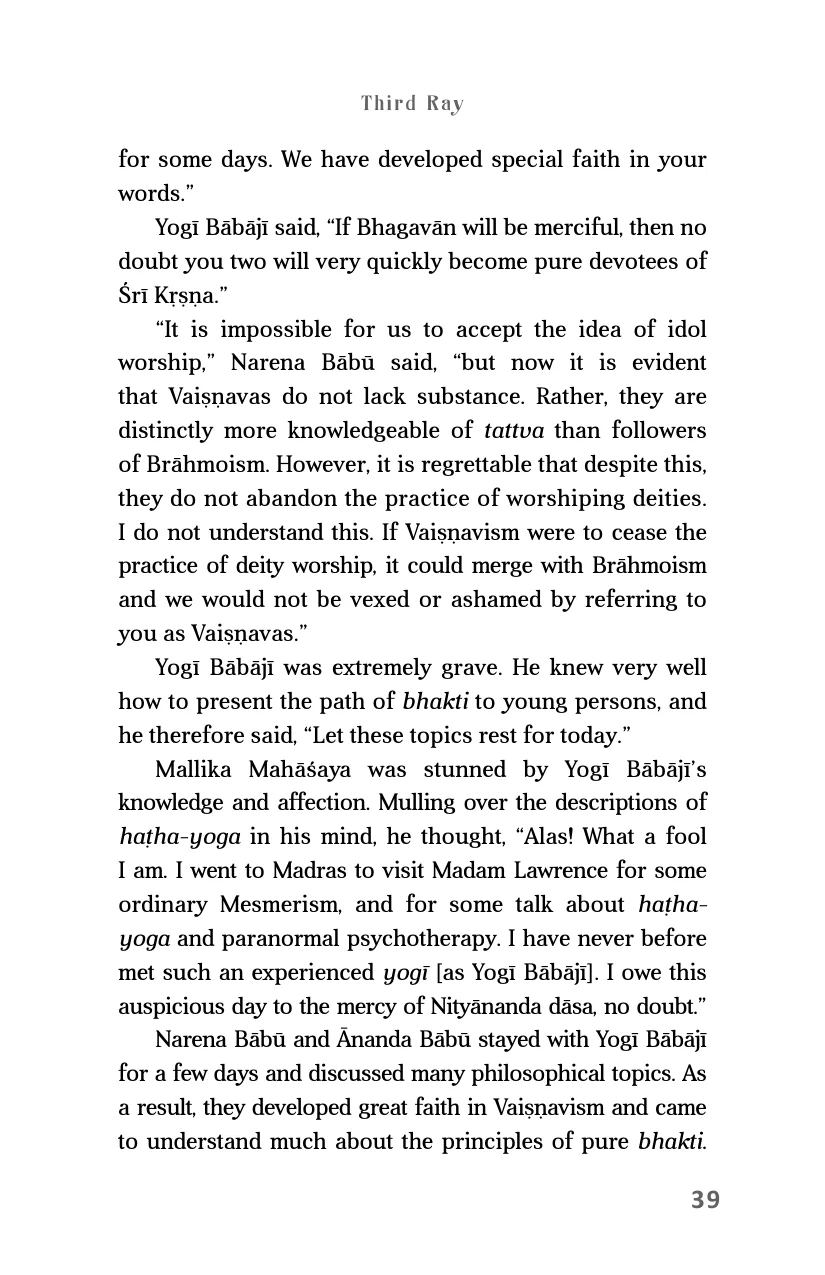 Third Ray
for some days. We have developed special faith in your
words.”
Yogī Bābājī said, “If Bhagavān will be merciful, then no
doubt you two will very quickly become pure devotees of
Śrī Kṛṣṇa.”
“It is impossible for us to accept the idea of idol
worship,” Narena Bābū said, “but now it is evident
that Vaiṣṇavas do not lack substance. Rather, they are
distinctly more knowledgeable of tattva than followers
of Brāhmoism. However, it is regrettable that despite this,
they do not abandon the practice of worshiping deities.
I do not understand this. If Vaiṣṇavism were to cease the
practice of deity worship, it could merge with Brāhmoism
and we would not be vexed or ashamed by referring to
you as Vaiṣṇavas.”
Yogī Bābājī was extremely grave. He knew very well
how to present the path of bhakti to young persons, and
he therefore said, “Let these topics rest for today.”
Mallika Mahāśaya was stunned by Yogī Bābājī’s
knowledge and affection. Mulling over the descriptions of
haṭha-yoga in his mind, he thought, “Alas! What a fool
I am. I went to Madras to visit Madam Lawrence for some
ordinary Mesmerism, and for some talk about haṭha-
yoga and paranormal psychotherapy. I have never before
met such an experienced yogī [as Yogī Bābājī]. I owe this
auspicious day to the mercy of Nityānanda dāsa, no doubt.”
Narena Bābū and Ānanda Bābū stayed with Yogī Bābājī
for a few days and discussed many philosophical topics. As
a result, they developed great faith in Vaiṣṇavism and came
to understand much about the principles of pure bhakti.
39